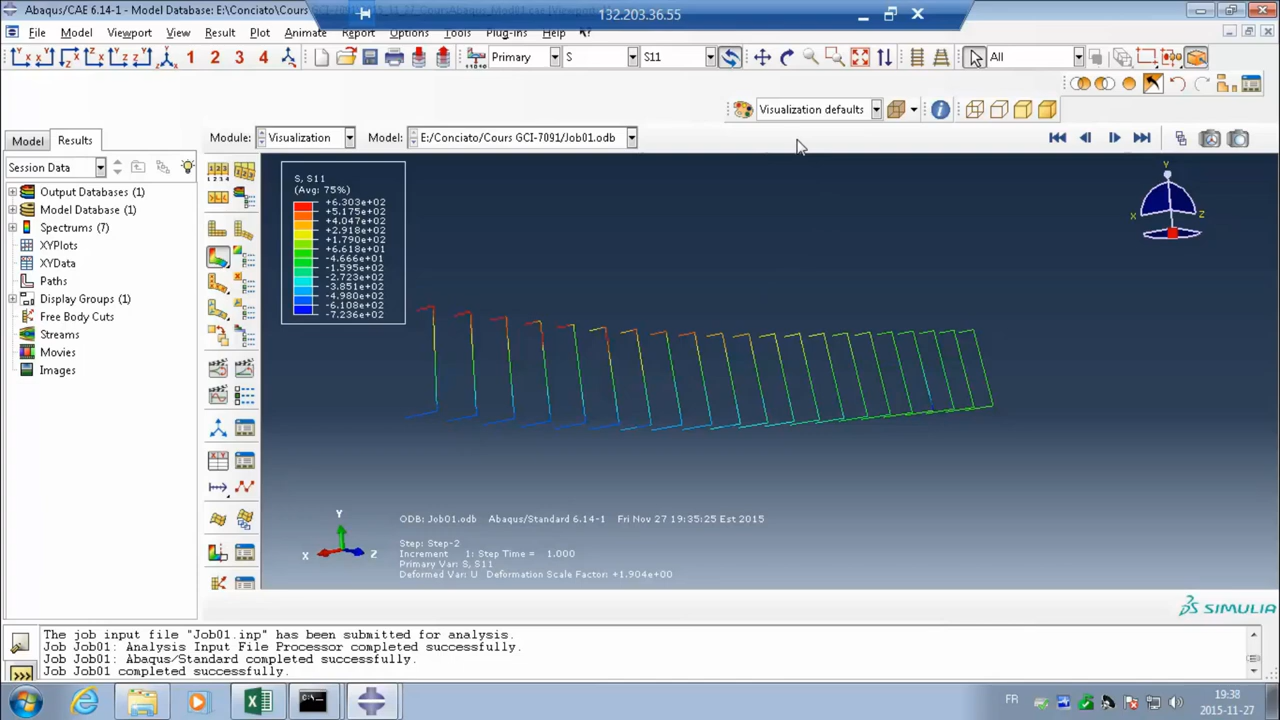 Abaqus/CAE 6.14-1 - Model Database: E:\Conciato\Cours
132.203.36.55
File Model Viewport View Result Plot Animate Report Options Tools Plug-ins Help
1 2 3 4 Primary S S11 All
Visualization defaults
Model Results
Module: Visualization Model: E:/Conciato/Cours GCI-7091/Job01.odb
Session Data
Output Databases (1)
Model Database (1)
Spectrums (7)
XYPlots
XYData
Paths
Display Groups (1)
Free Body Cuts
Streams
Movies
Images
S, S11
(Avg: 75%)
+6.303e+02
+5.175e+02
+4.047e+02
+2.918e+02
+1.790e+02
+6.618e+01
-4.666e+01
-1.595e+02
-2.723e+02
-3.851e+02
-4.980e+02
-6.108e+02
-7.236e+02
Y
X Z
Y
X Z
ODB: Job01.odb Abaqus/Standard 6.14-1 Fri Nov 27 19:35:25 Est 2015
Step: Step-2
Increment 1: Step Time = 1.000
Primary Var: S, S11
Deformed Var: U Deformation Scale Factor: +1.904e+00
SIMULIA
The job input file "Job01.inp" has been submitted for analysis.
Job Job01: Analysis Input File Processor completed successfully.
Job Job01: Abaqus/Standard completed successfully.
Job Job01 completed successfully.
>>>
FR
19:38
2015-11-27